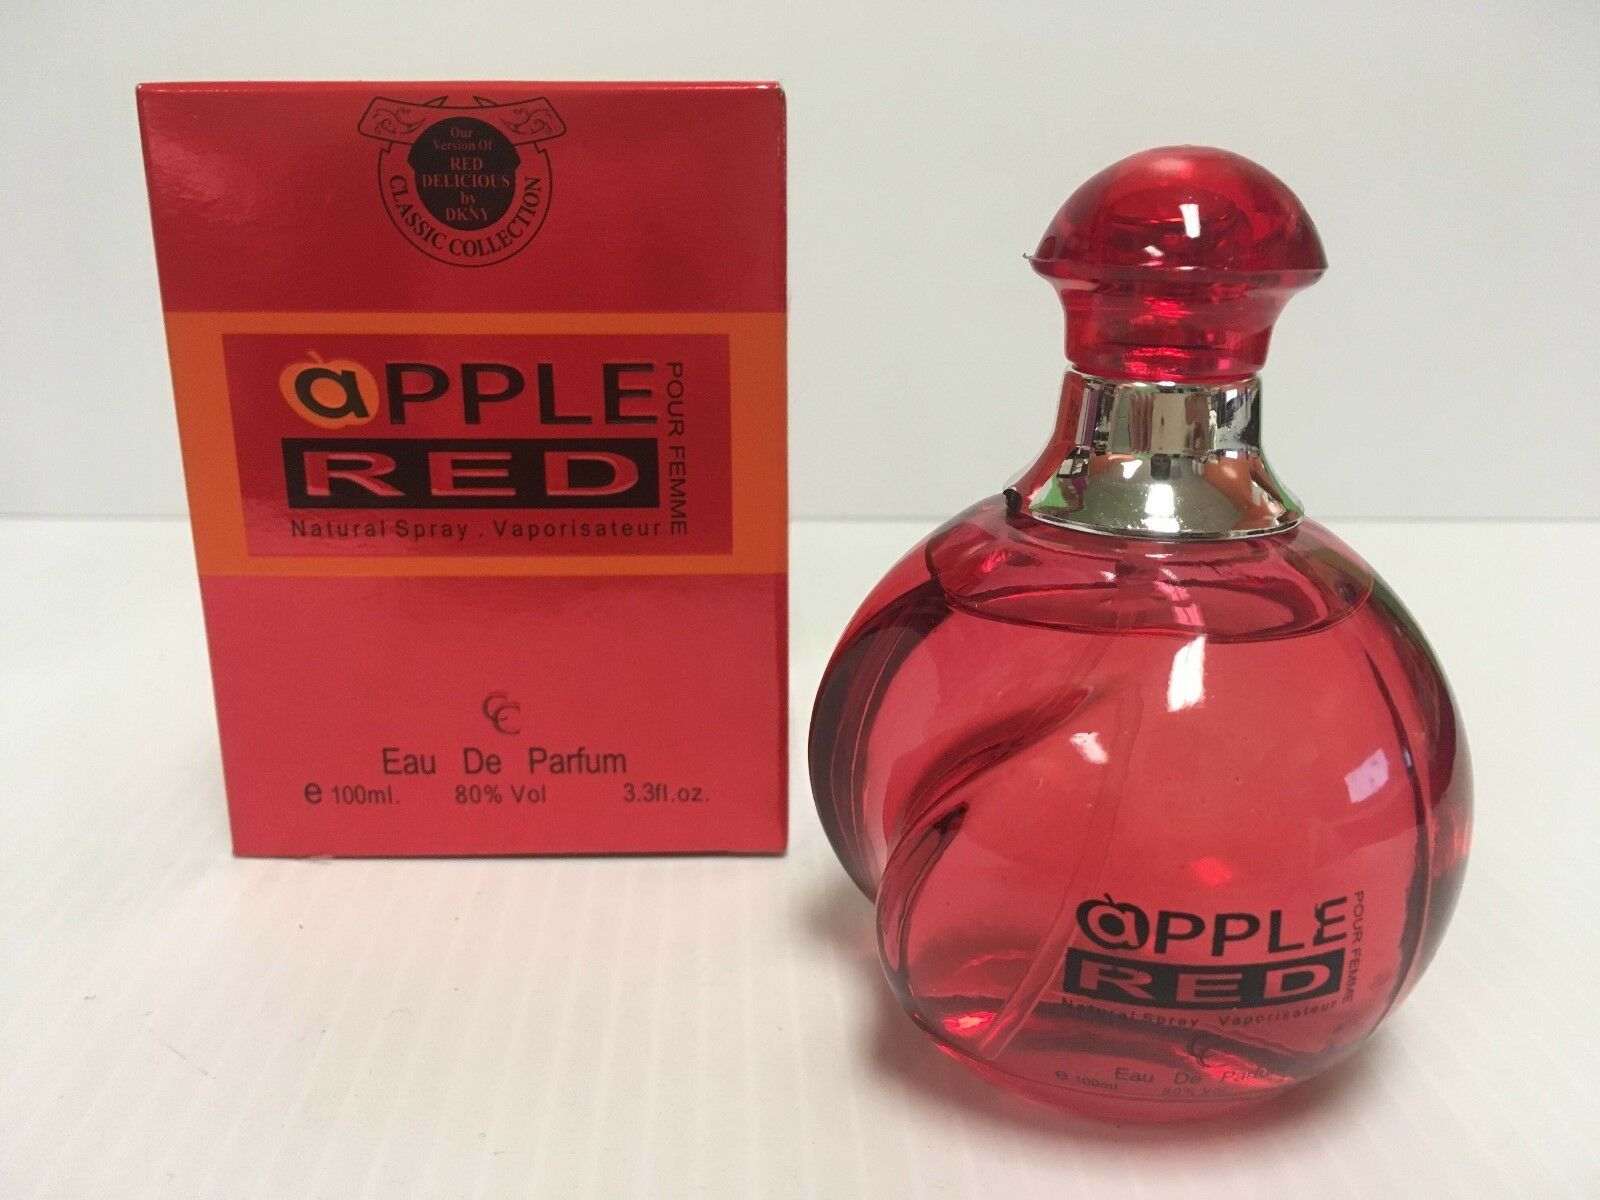 Our
Version Of
RED
DELICIOUS
by
DKNY
CLASSIC COLLECTION
aPPLE
RED
POUR FEMME
Natural Spray . Vaporisateur
CC
Eau De Parfum
e 100ml. 80% Vol 3.3fl.oz.
aPPLE
RED
POUR FEMME
Natural Spray . Vaporisateur
CC
Eau De Parfum
e 100ml. 80% Vol